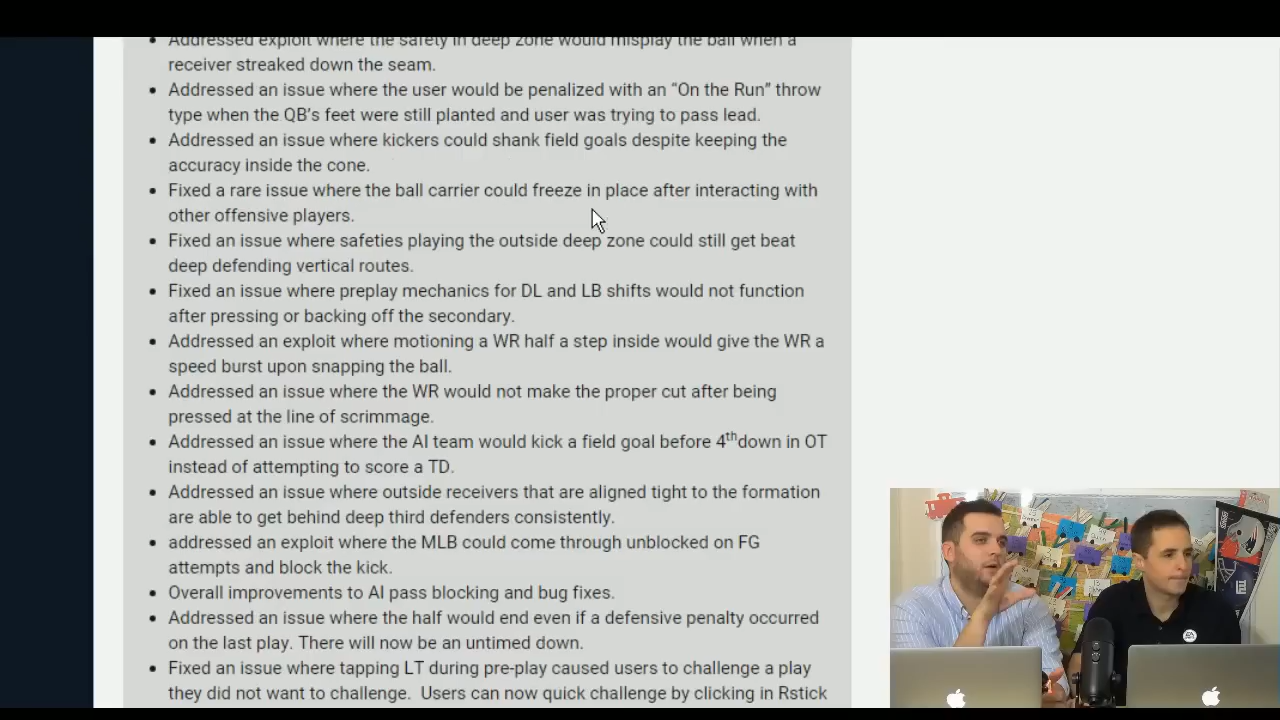 Addressed exploit where the safety in deep zone would misplay the ball when a
receiver streaked down the seam.
Addressed an issue where the user would be penalized with an “On the Run” throw
type when the QB’s feet were still planted and user was trying to pass lead.
Addressed an issue where kickers could shank field goals despite keeping the
accuracy inside the cone.
Fixed a rare issue where the ball carrier could freeze in place after interacting with
other offensive players.
Fixed an issue where safeties playing the outside deep zone could still get beat
deep defending vertical routes.
Fixed an issue where preplay mechanics for DL and LB shifts would not function
after pressing or backing off the secondary.
Addressed an exploit where motioning a WR half a step inside would give the WR a
speed burst upon snapping the ball.
Addressed an issue where the WR would not make the proper cut after being
pressed at the line of scrimmage.
Addressed an issue where the AI team would kick a field goal before 4thdown in OT
instead of attempting to score a TD.
Addressed an issue where outside receivers that are aligned tight to the formation
are able to get behind deep third defenders consistently.
addressed an exploit where the MLB could come through unblocked on FG
attempts and block the kick.
Overall improvements to AI pass blocking and bug fixes.
Addressed an issue where the half would end even if a defensive penalty occurred
on the last play. There will now be an untimed down.
Fixed an issue where tapping LT during pre-play caused users to challenge a play
they did not want to challenge.  Users can now quick challenge by clicking in Rstick
EA